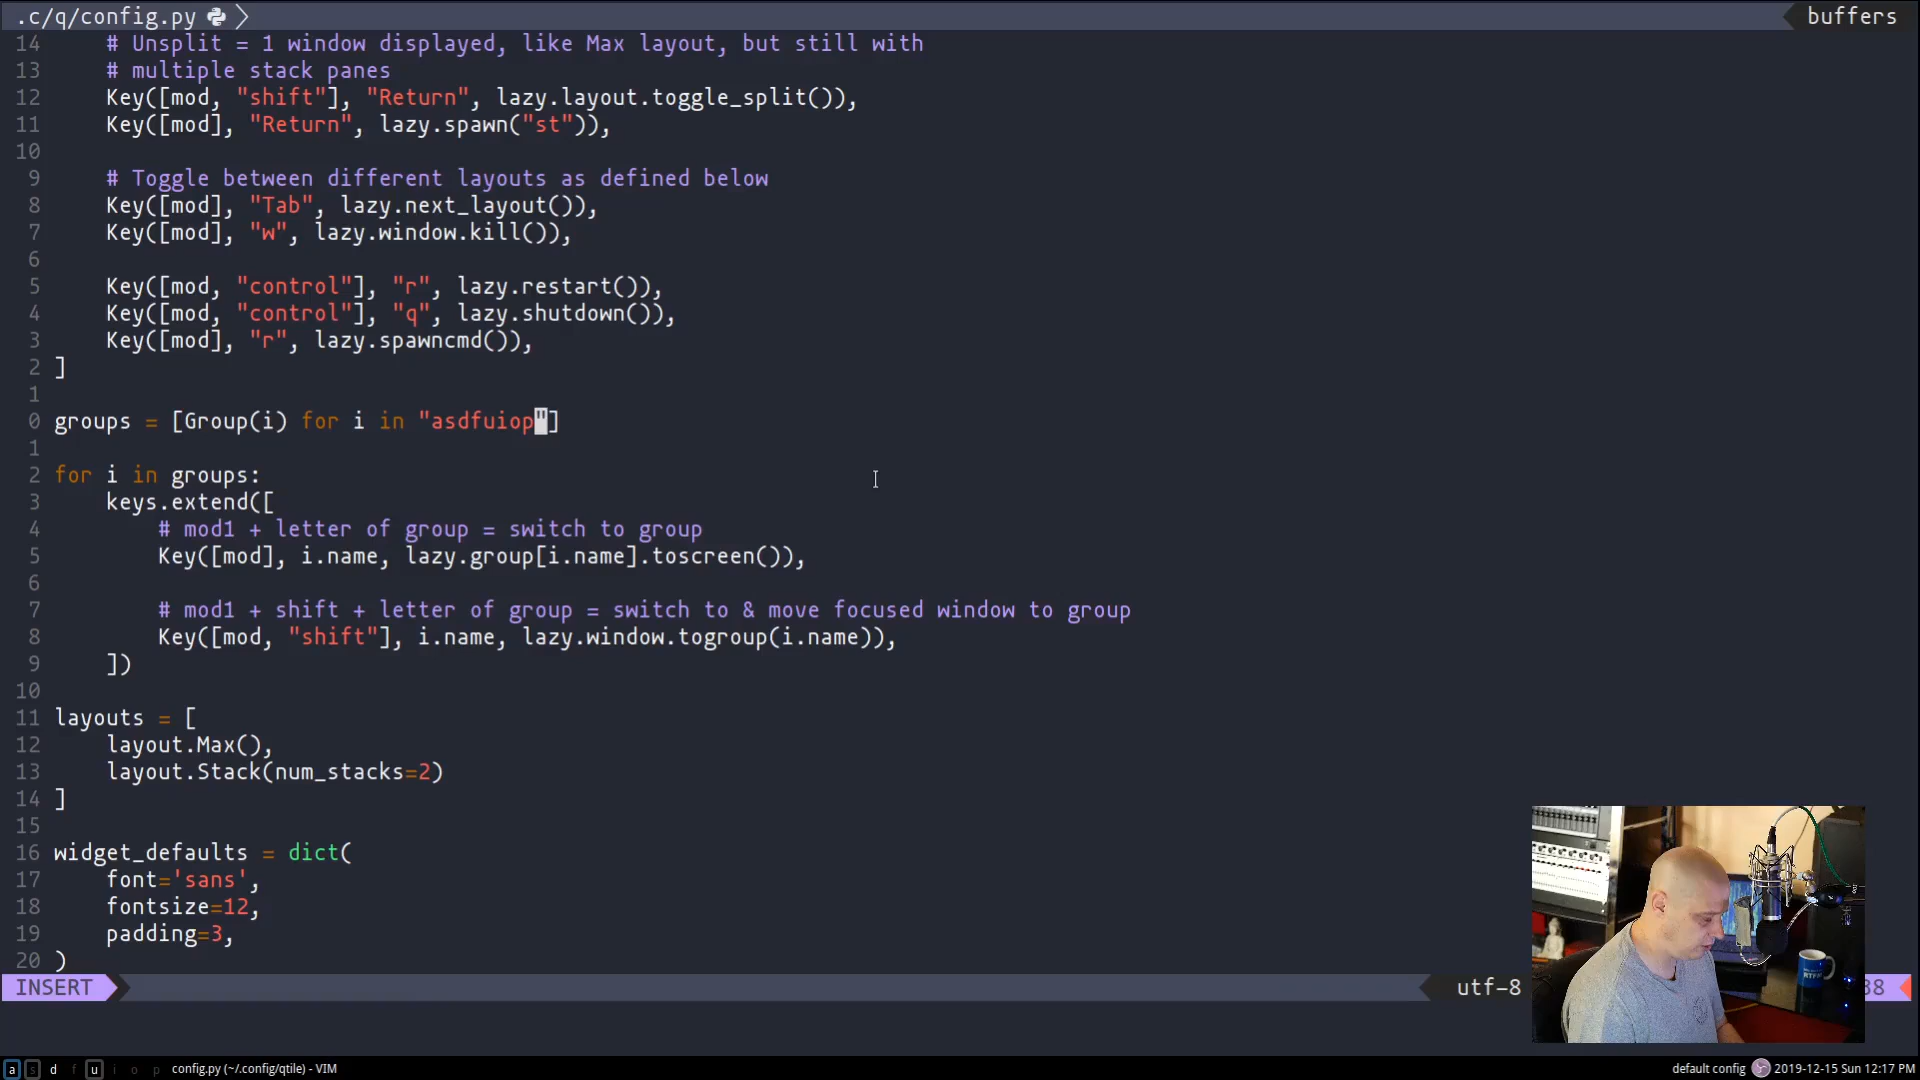 .c/q/config.py
buffers
14 # Unsplit = 1 window displayed, like Max layout, but still with
13 # multiple stack panes
12 Key([mod, "shift"], "Return", lazy.layout.toggle_split()),
11 Key([mod], "Return", lazy.spawn("st")),
10
9 # Toggle between different layouts as defined below
8 Key([mod], "Tab", lazy.next_layout()),
7 Key([mod], "w", lazy.window.kill()),
6
5 Key([mod, "control"], "r", lazy.restart()),
4 Key([mod, "control"], "q", lazy.shutdown()),
3 Key([mod], "r", lazy.spawncmd()),
2 ]
1
0 groups = [Group(i) for i in "asdfuiop"]
1
2 for i in groups:
3 keys.extend([
4 # mod1 + letter of group = switch to group
5 Key([mod], i.name, lazy.group[i.name].toscreen()),
6
7 # mod1 + shift + letter of group = switch to & move focused window to group
8 Key([mod, "shift"], i.name, lazy.window.togroup(i.name)),
9 ])
10
11 layouts = [
12 layout.Max(),
13 layout.Stack(num_stacks=2)
14 ]
15
16 widget_defaults = dict(
17 font='sans',
18 fontsize=12,
19 padding=3,
20 )
INSERT
utf-8
38
RTFM
a s d f u i o p config.py (~/.config/qtile) - VIM
default config 2019-12-15 Sun 12:17 PM